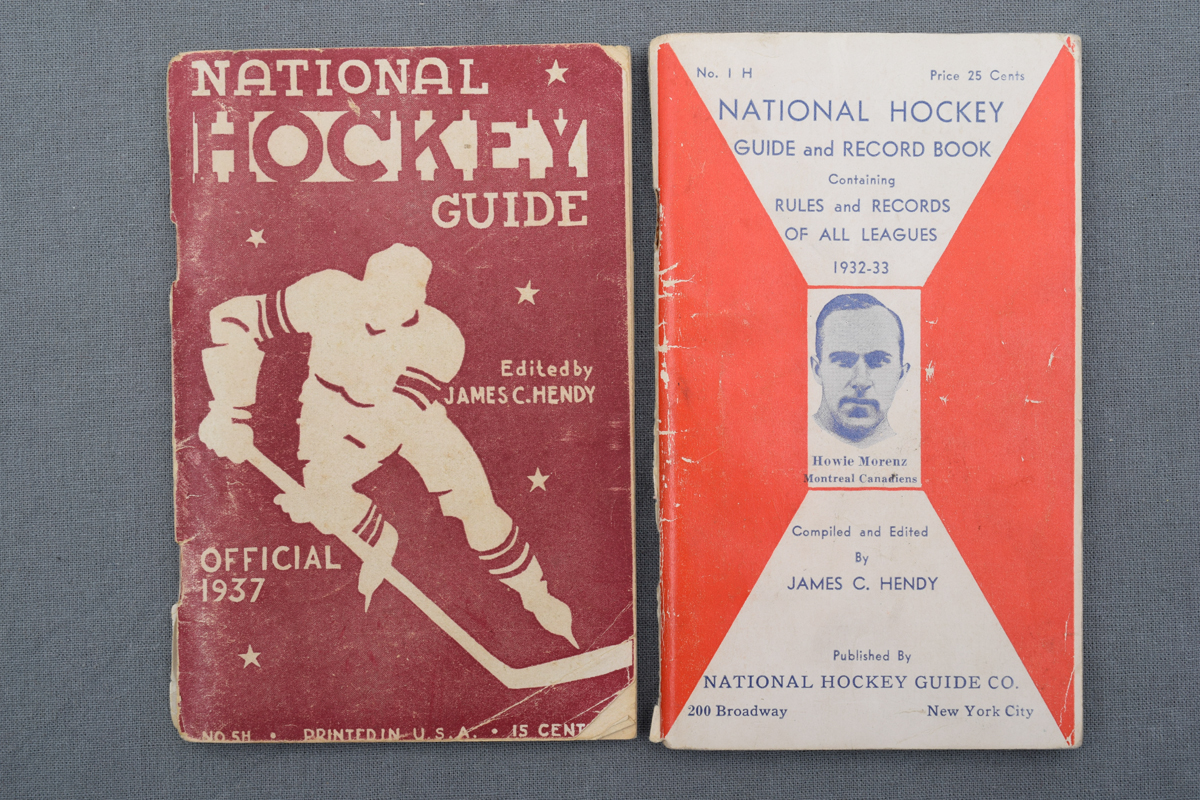 NATIONAL
HOCKEY
GUIDE
Edited by
JAMES C. HENDY
OFFICIAL
1937
NO. 5H • PRINTED IN U.S.A. • 15 CENT
No. 1 H
Price 25 Cents
NATIONAL HOCKEY
GUIDE and RECORD BOOK
Containing
RULES and RECORDS
OF ALL LEAGUES
1932-33
Howie Morenz
Montreal Canadiens
Compiled and Edited
By
JAMES C. HENDY
Published By
NATIONAL HOCKEY GUIDE CO.
200 Broadway
New York City